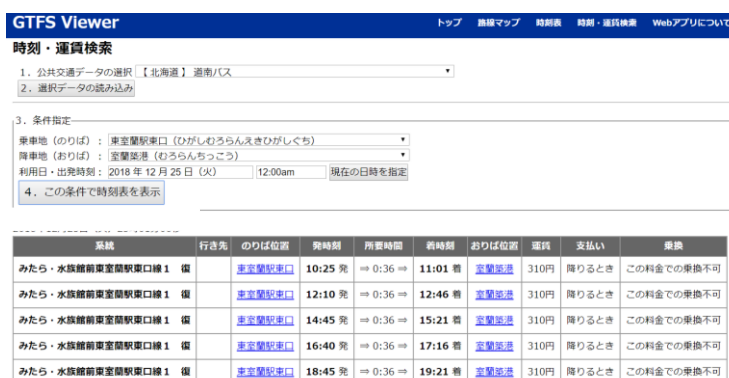 GTFS Viewer
トップ 路線マップ 時刻表 時刻・運賃検索 Webアプリについて
時刻・運賃検索
1. 公共交通データの選択 【 北海道 】 道南バス
2. 選択データの読み込み
3. 条件指定
乗車地（のりば）： 東室蘭駅東口（ひがしむろらんえきひがしぐち）
降車地（おりば）： 室蘭築港（むろらんちっこう）
利用日・出発時刻： 2018 年 12 月 25 日（火） 12:00am 現在の日時を指定
4. この条件で時刻表を表示
系統 行き先 のりば位置 発時刻 所要時間 着時刻 おりば位置 運賃 支払い 乗換
みたら・水族館前東室蘭駅東口線１ 復 東室蘭駅東口 10:25 発 ⇒ 0:36 ⇒ 11:01 着 室蘭築港 310円 降りるとき この料金での乗換不可
みたら・水族館前東室蘭駅東口線１ 復 東室蘭駅東口 12:10 発 ⇒ 0:36 ⇒ 12:46 着 室蘭築港 310円 降りるとき この料金での乗換不可
みたら・水族館前東室蘭駅東口線１ 復 東室蘭駅東口 14:45 発 ⇒ 0:36 ⇒ 15:21 着 室蘭築港 310円 降りるとき この料金での乗換不可
みたら・水族館前東室蘭駅東口線１ 復 東室蘭駅東口 16:40 発 ⇒ 0:36 ⇒ 17:16 着 室蘭築港 310円 降りるとき この料金での乗換不可
みたら・水族館前東室蘭駅東口線１ 復 東室蘭駅東口 18:45 発 ⇒ 0:36 ⇒ 19:21 着 室蘭築港 310円 降りるとき この料金での乗換不可